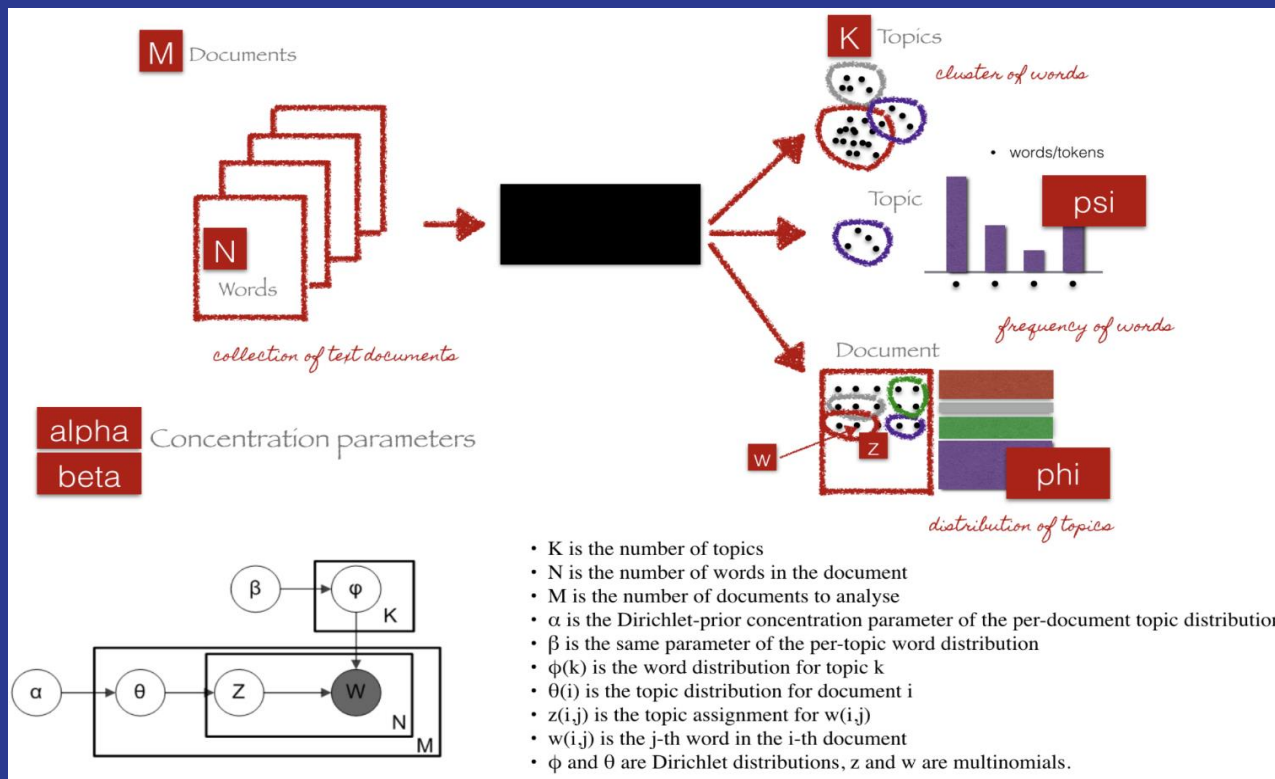 M Documents
N
Words
collection of text documents
K Topics
cluster of words
• words/tokens
Topic
psi
frequency of words
Document
w
z
phi
distribution of topics
alpha
beta
Concentration parameters
β
φ
K
α
θ
Z
W
N
M
• K is the number of topics
• N is the number of words in the document
• M is the number of documents to analyse
• α is the Dirichlet-prior concentration parameter of the per-document topic distribution
• β is the same parameter of the per-topic word distribution
• ϕ(k) is the word distribution for topic k
• θ(i) is the topic distribution for document i
• z(i,j) is the topic assignment for w(i,j)
• w(i,j) is the j-th word in the i-th document
• ϕ and θ are Dirichlet distributions, z and w are multinomials.